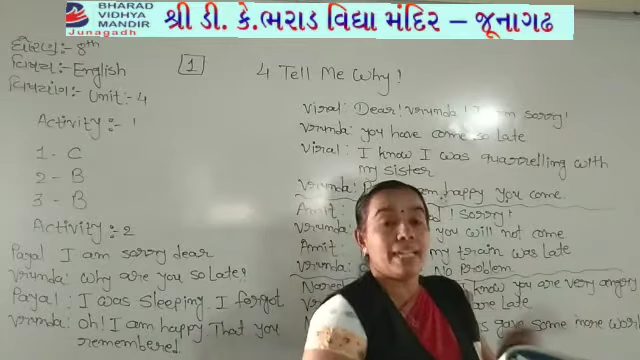 BHARAD
VIDHYA
MANDIR
Junagadh
શ્રી ડી. કે.ભરાડ વિદ્યા મંદિર – જૂનાગઢ
ધોરણ:- 8th
વિષય:- English
વિષયાંગ:- Unit:- 4
Activity:- 1
1 - C
2 - B
3 - B
Activity:-2
Payal I am sorry dear
Vrunda: Why are you so late?
Payal: I was sleeping. I forgot
Vrunda: Oh! I am happy That you
remembered
1
4 Tell Me Why!
Viral: Dear! Vrunda! I am sorry!
Vrunda: you have come so late
Viral: I know I was quarrelling with
my sister
Vrunda: happy you come.
Amit: sorry!
Vrunda: you will not come
Amit: my train was late
Vrunda: No problem
I know you are very angry
are late
gave some more work